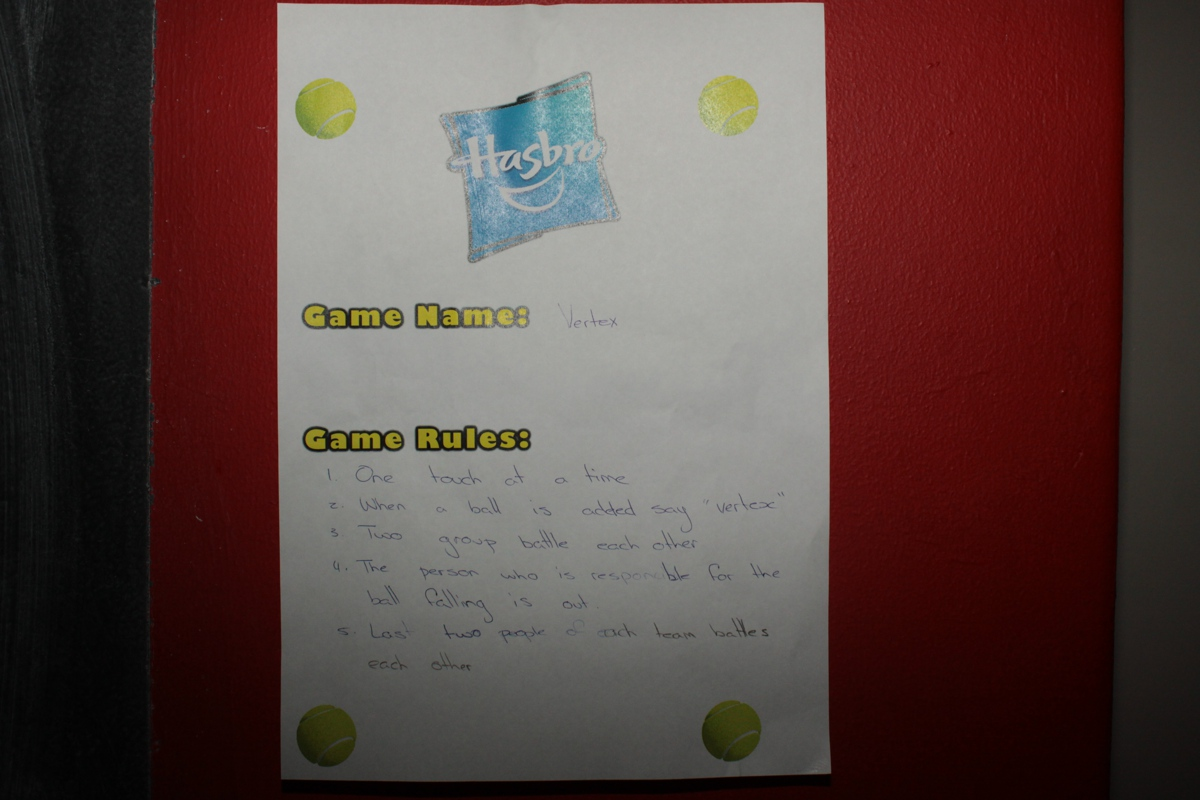 Hasbro
Game Name: Vertex
Game Rules:
1. One touch at a time
2. When a ball is added say "vertex"
3. Two group battle each other
4. The person who is responsible for the
ball falling is out.
5. Last two people of each team battles
each other